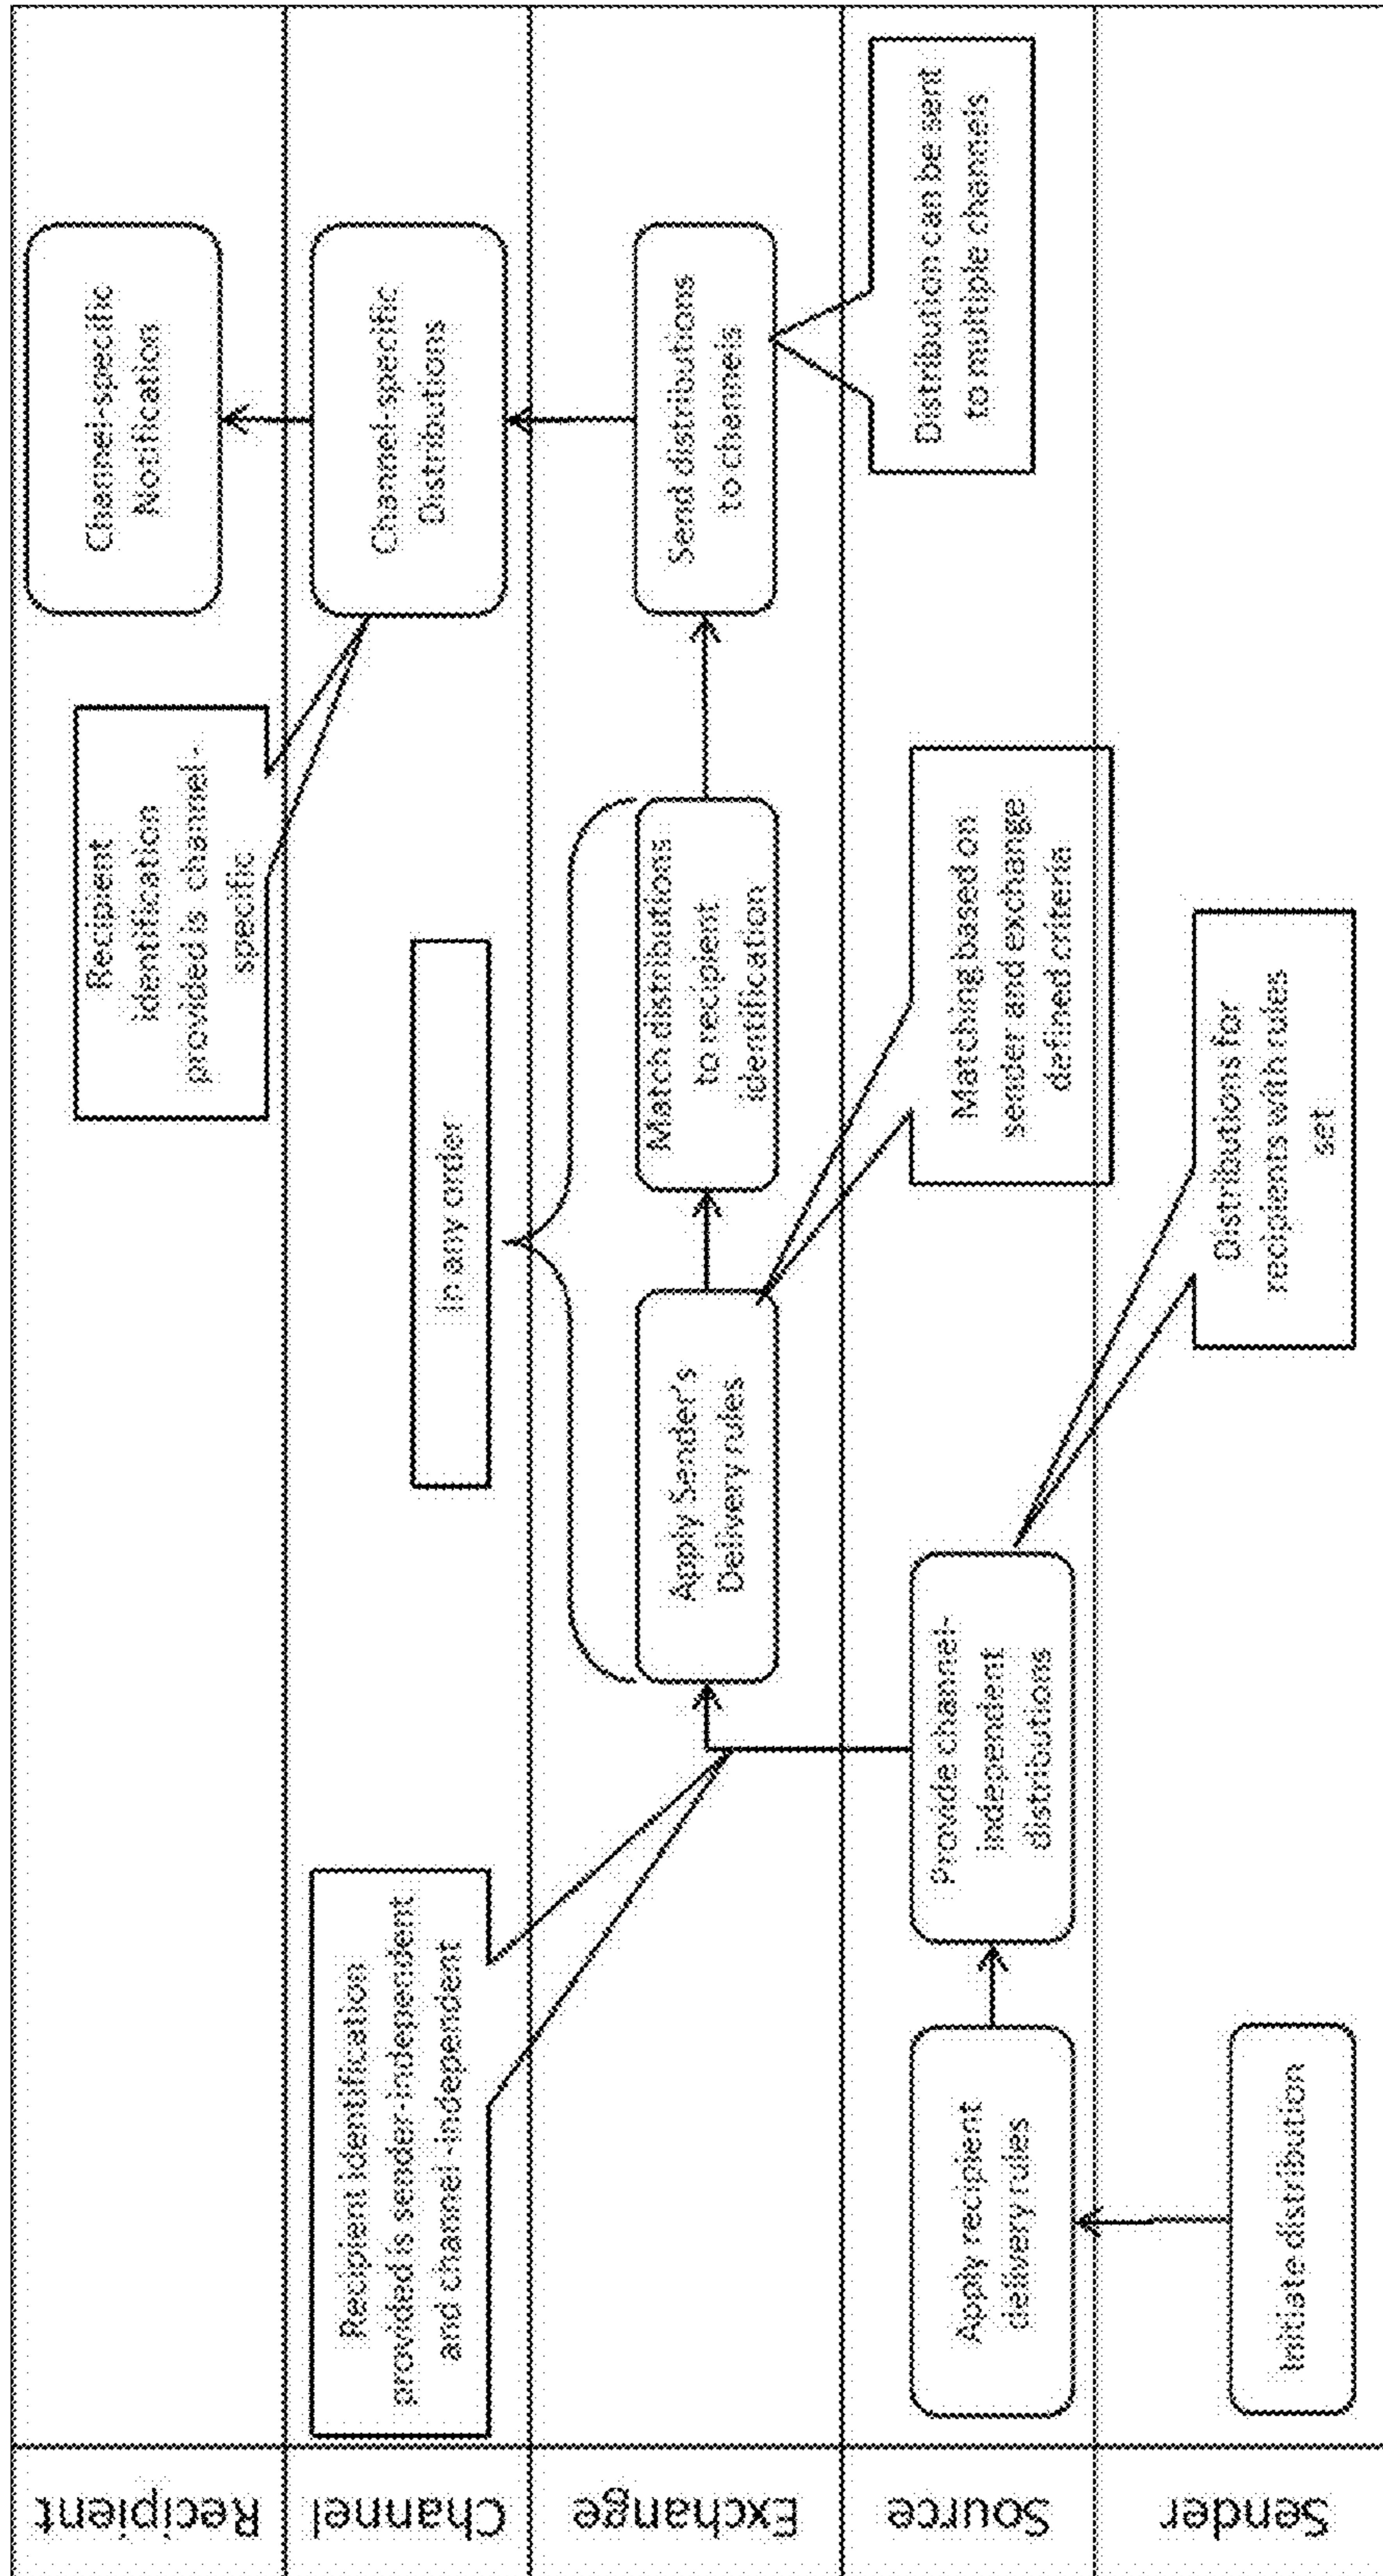 Recipient
Channel-specific
Notification
Recipient
identification
provided is channel -
specific
Channel
Recipient identification
provided is sender-independent
and channel -independent
In any order
Channel-specific
Distributions
Exchange
Apply Sender's
Delivery rules
Match distributions
to recipient
identification
Send distributions
to channels
Source
Apply recipient
delivery rules
Provide channel-
independent
distributions
Matching based on
sender and exchange
defined criteria
Distribution can be sent
to multiple channels
Sender
Initiate distribution
Distributions for
recipients with rules
set